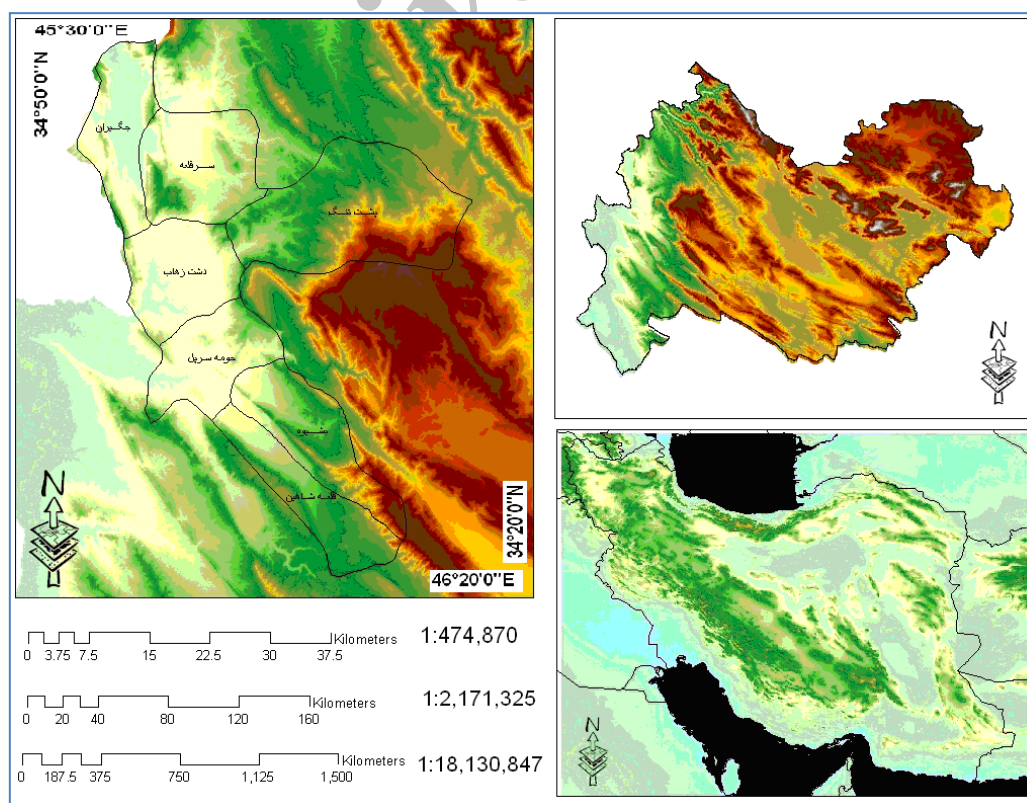 45°30'0"E
34°50'0"N
جگیران
سرقلعه
پشت تنگ
دشت زهاب
حومه سرپل
بشیوه
قلعه شاهین
N
34°20'0"N
46°20'0"E
N
N
Kilometers 1:474,870
0 3.75 7.5 15 22.5 30 37.5
Kilometers 1:2,171,325
0 20 40 80 120 160
Kilometers 1:18,130,847
0 187.5 375 750 1,125 1,500